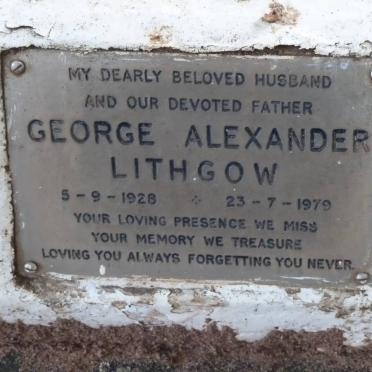 MY DEARLY BELOVED HUSBAND
AND OUR DEVOTED FATHER
GEORGE ALEXANDER
LITHGOW
5 - 9 - 1928 ÷ 23 - 7 - 1979
YOUR LOVING PRESENCE WE MISS
YOUR MEMORY WE TREASURE
LOVING YOU ALWAYS FORGETTING YOU NEVER.